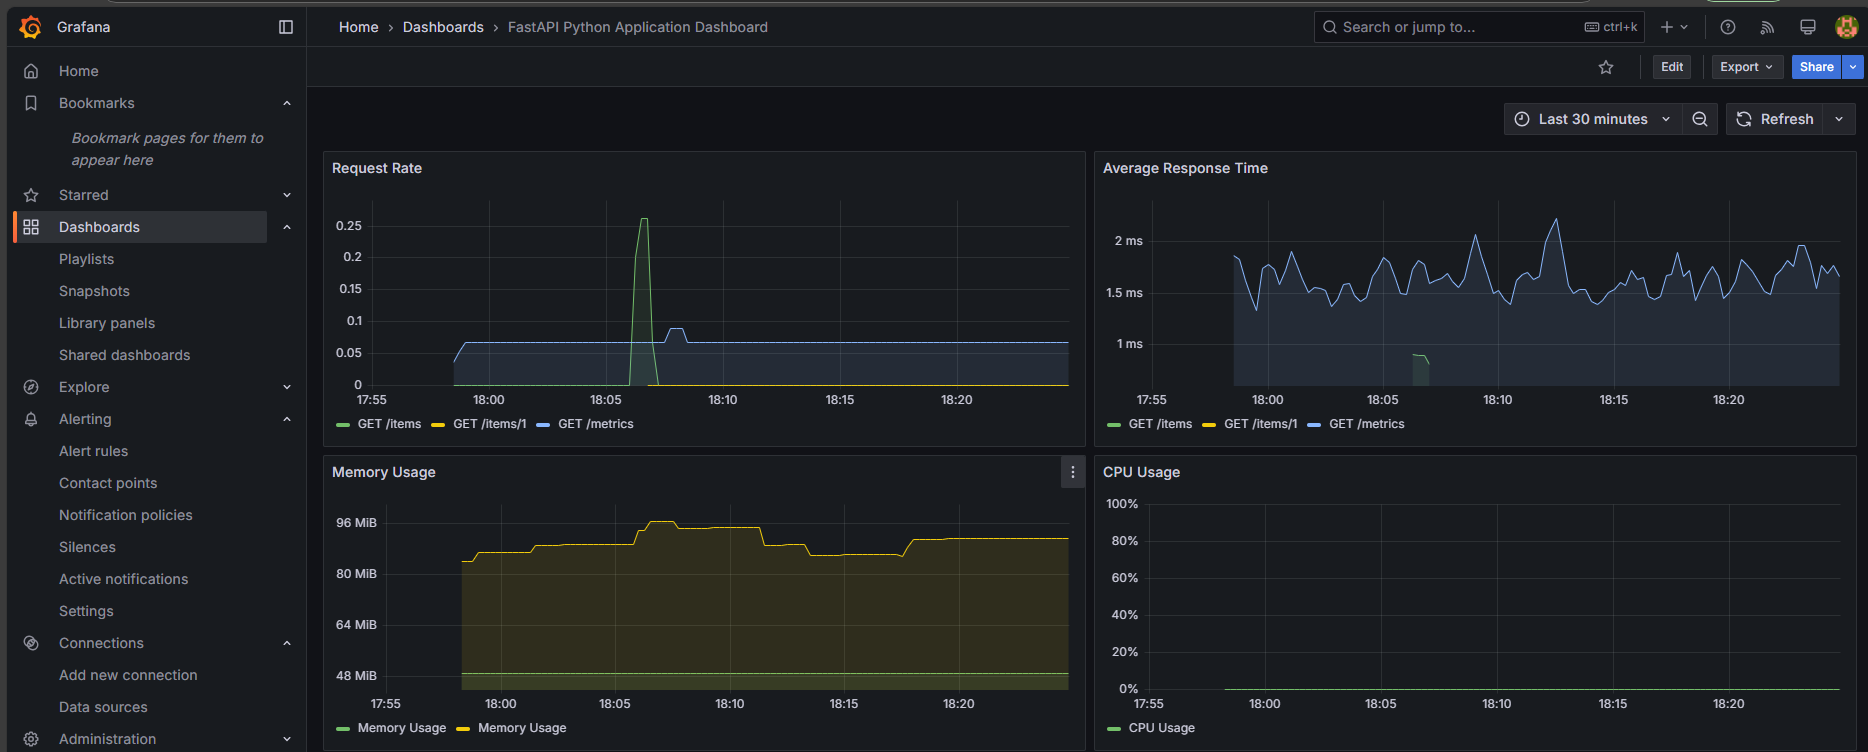 Grafana
Home › Dashboards › FastAPI Python Application Dashboard
Search or jump to... ctrl+k
Edit
Export
Share
Home
Bookmarks
Bookmark pages for them to
appear here
Starred
Dashboards
Playlists
Snapshots
Library panels
Shared dashboards
Explore
Alerting
Alert rules
Contact points
Notification policies
Silences
Active notifications
Settings
Connections
Add new connection
Data sources
Administration
Last 30 minutes
Refresh
Request Rate
0.25
0.2
0.15
0.1
0.05
0
17:55 18:00 18:05 18:10 18:15 18:20
GET /items GET /items/1 GET /metrics
Average Response Time
2 ms
1.5 ms
1 ms
17:55 18:00 18:05 18:10 18:15 18:20
GET /items GET /items/1 GET /metrics
Memory Usage
96 MiB
80 MiB
64 MiB
48 MiB
17:55 18:00 18:05 18:10 18:15 18:20
Memory Usage Memory Usage
CPU Usage
100%
80%
60%
40%
20%
0%
17:55 18:00 18:05 18:10 18:15 18:20
CPU Usage